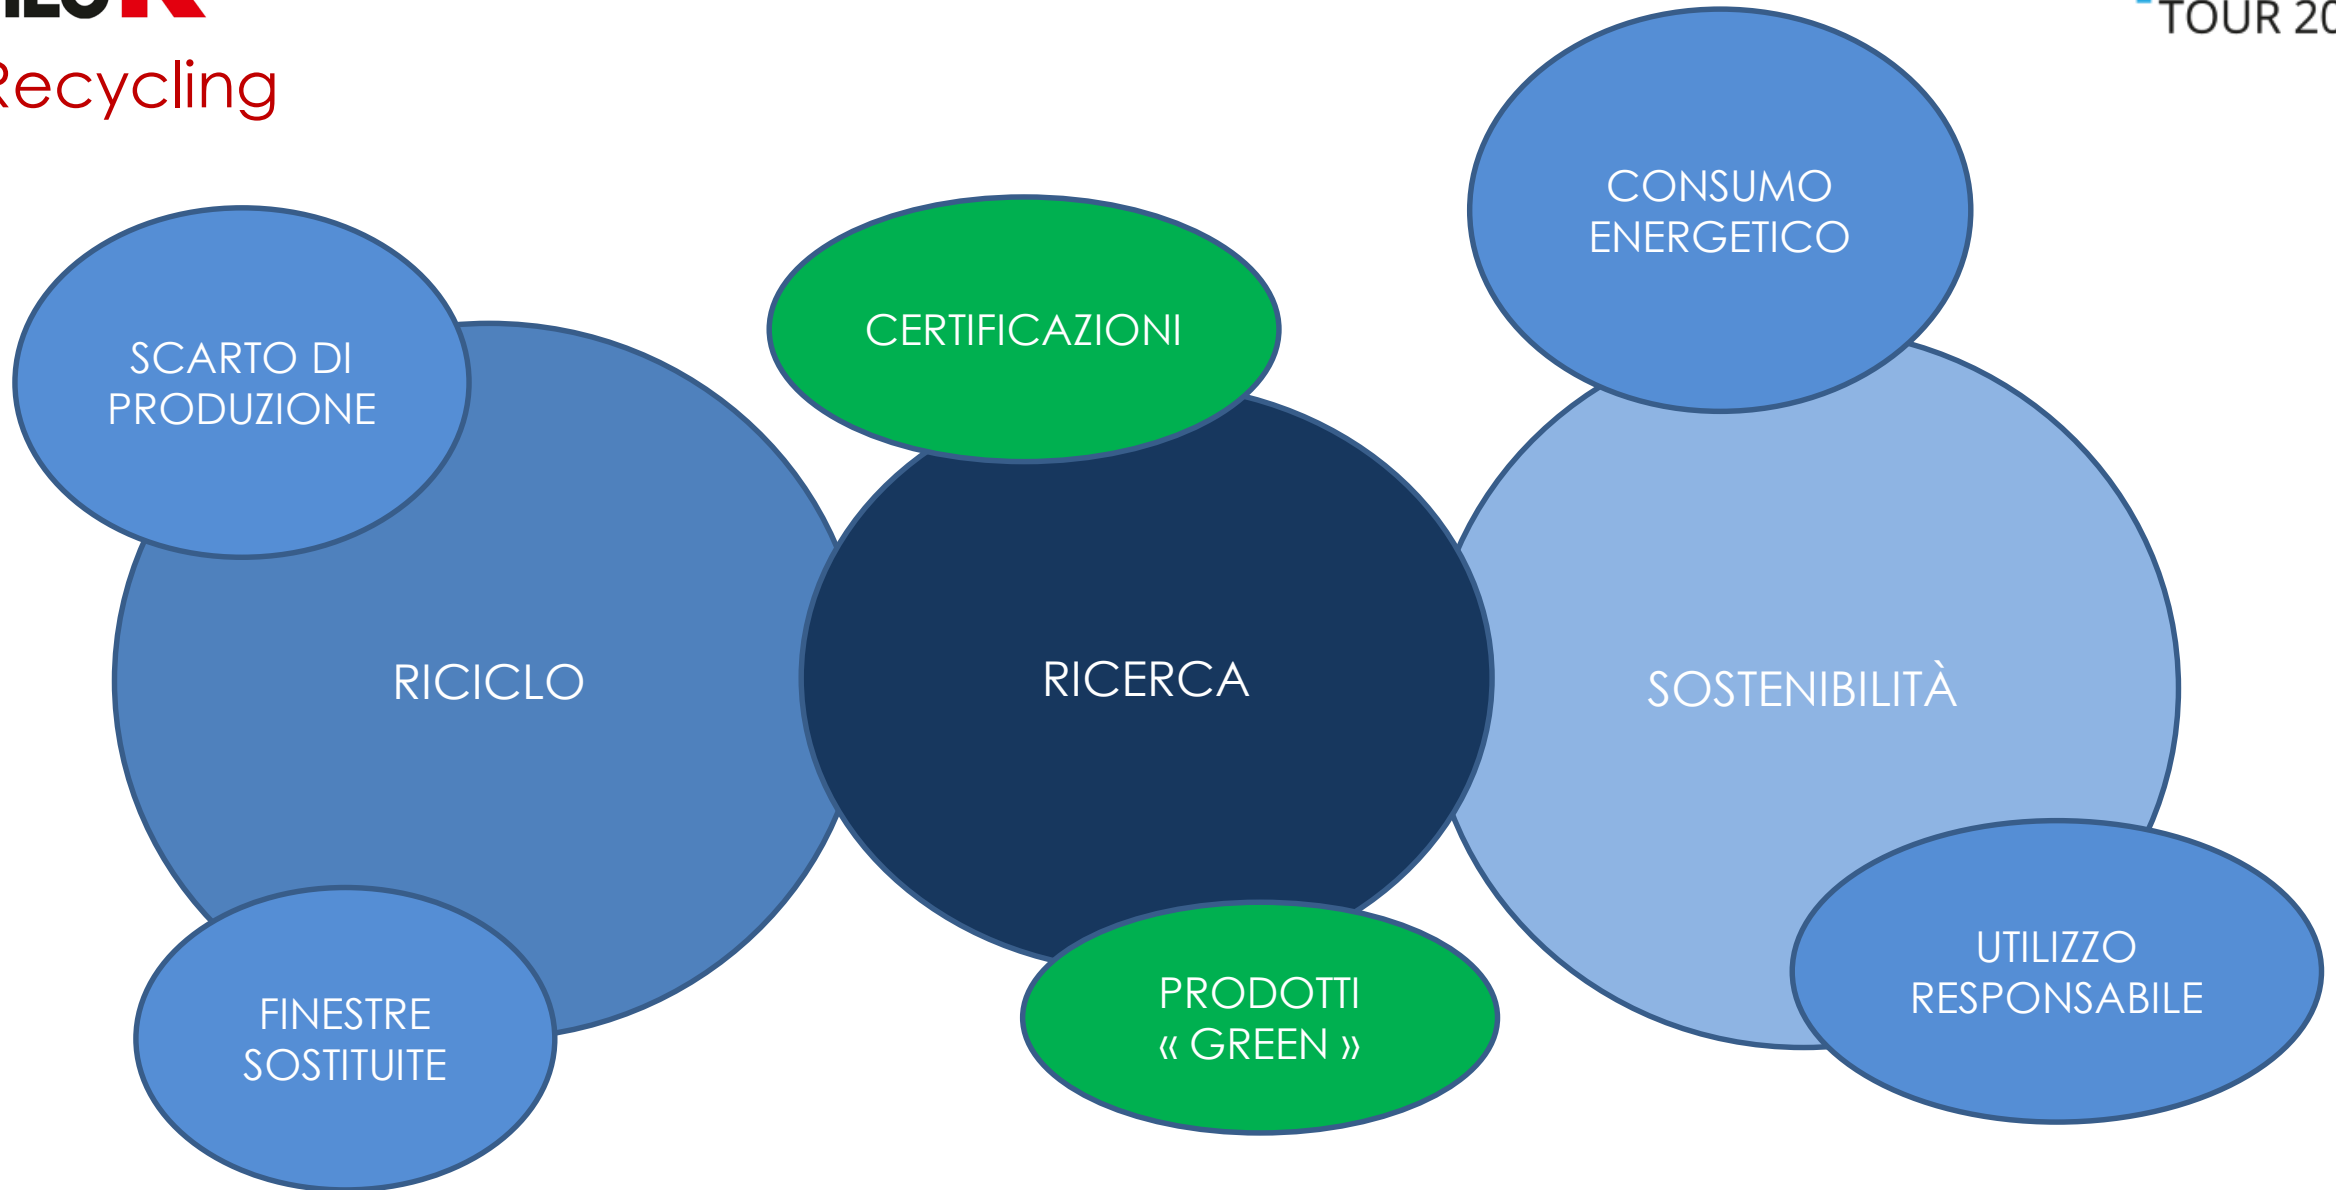 Recycling
CONSUMO
ENERGETICO
CERTIFICAZIONI
SCARTO DI
PRODUZIONE
RICICLO
RICERCA
SOSTENIBILITÀ
UTILIZZO
RESPONSABILE
PRODOTTI
« GREEN »
FINESTRE
SOSTITUITE
TOUR